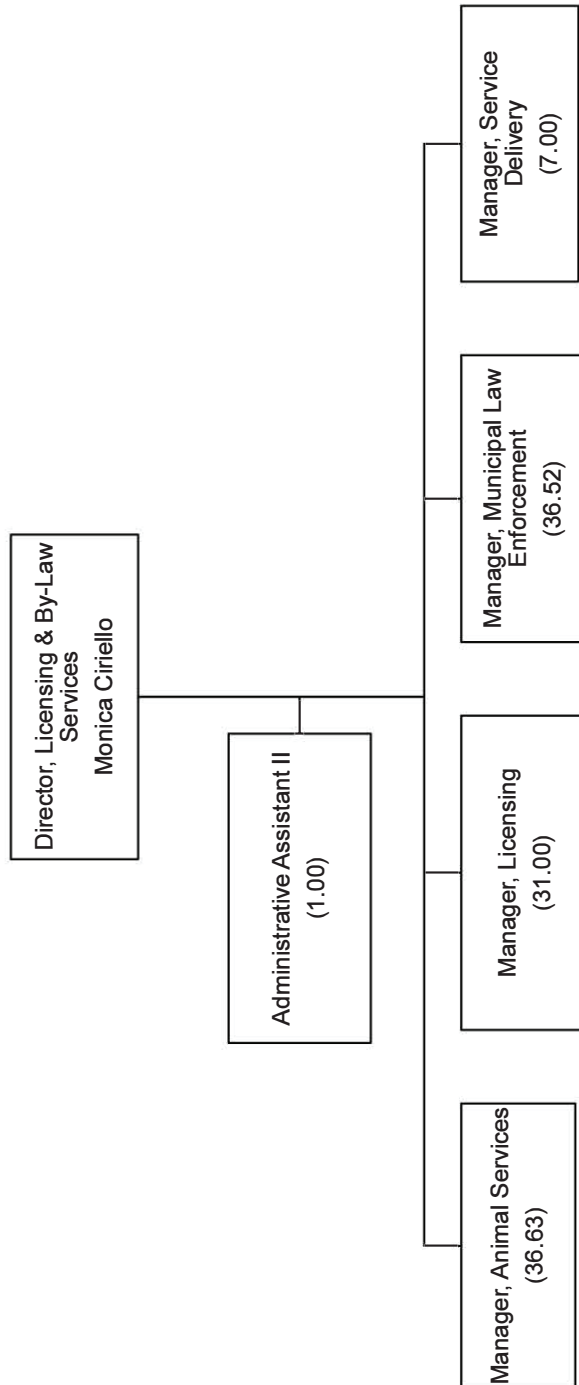 Director, Licensing & By-Law
Services
Monica Ciriello
Administrative Assistant II
(1.00)
Manager, Animal Services
(36.63)
Manager, Licensing
(31.00)
Manager, Municipal Law
Enforcement
(36.52)
Manager, Service
Delivery
(7.00)